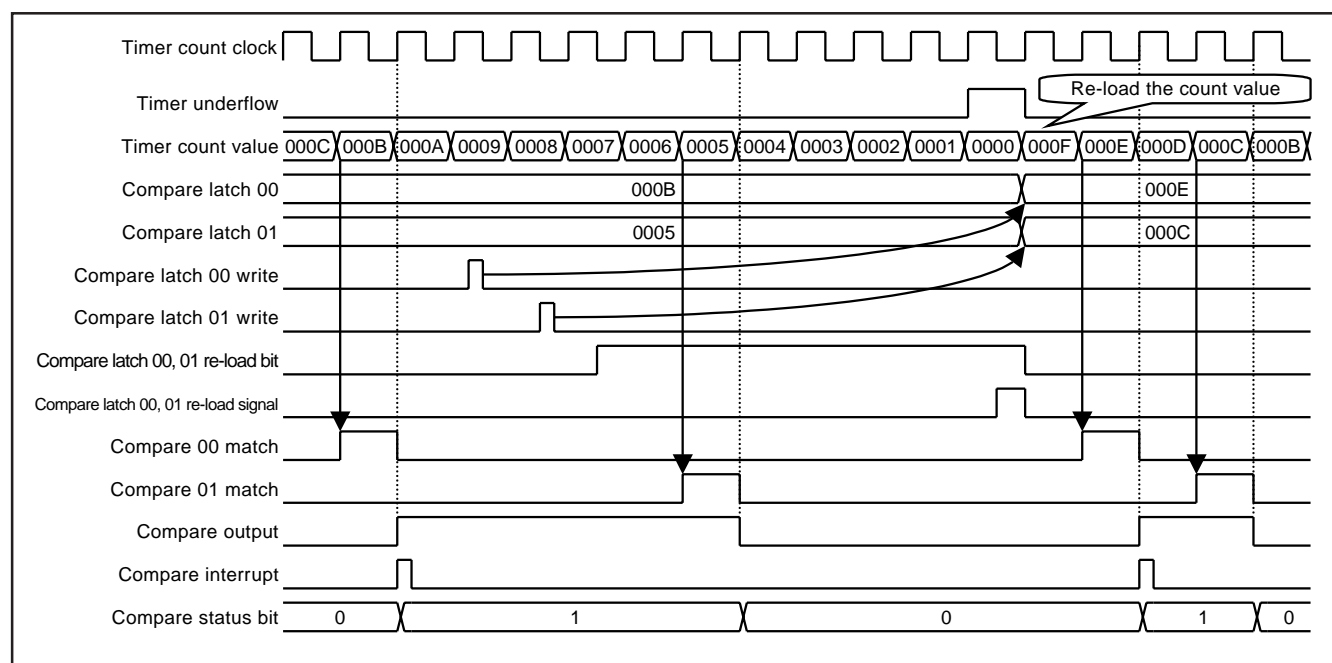 Timer count clock
Timer underflow
Re-load the count value
Timer count value 000C 000B 000A 0009 0008 0007 0006 0005 0004 0003 0002 0001 0000 000F 000E 000D 000C 000B
Compare latch 00 000B 000E
Compare latch 01 0005 000C
Compare latch 00 write
Compare latch 01 write
Compare latch 00, 01 re-load bit
Compare latch 00, 01 re-load signal
Compare 00 match
Compare 01 match
Compare output
Compare interrupt
Compare status bit 0 1 0 1 0